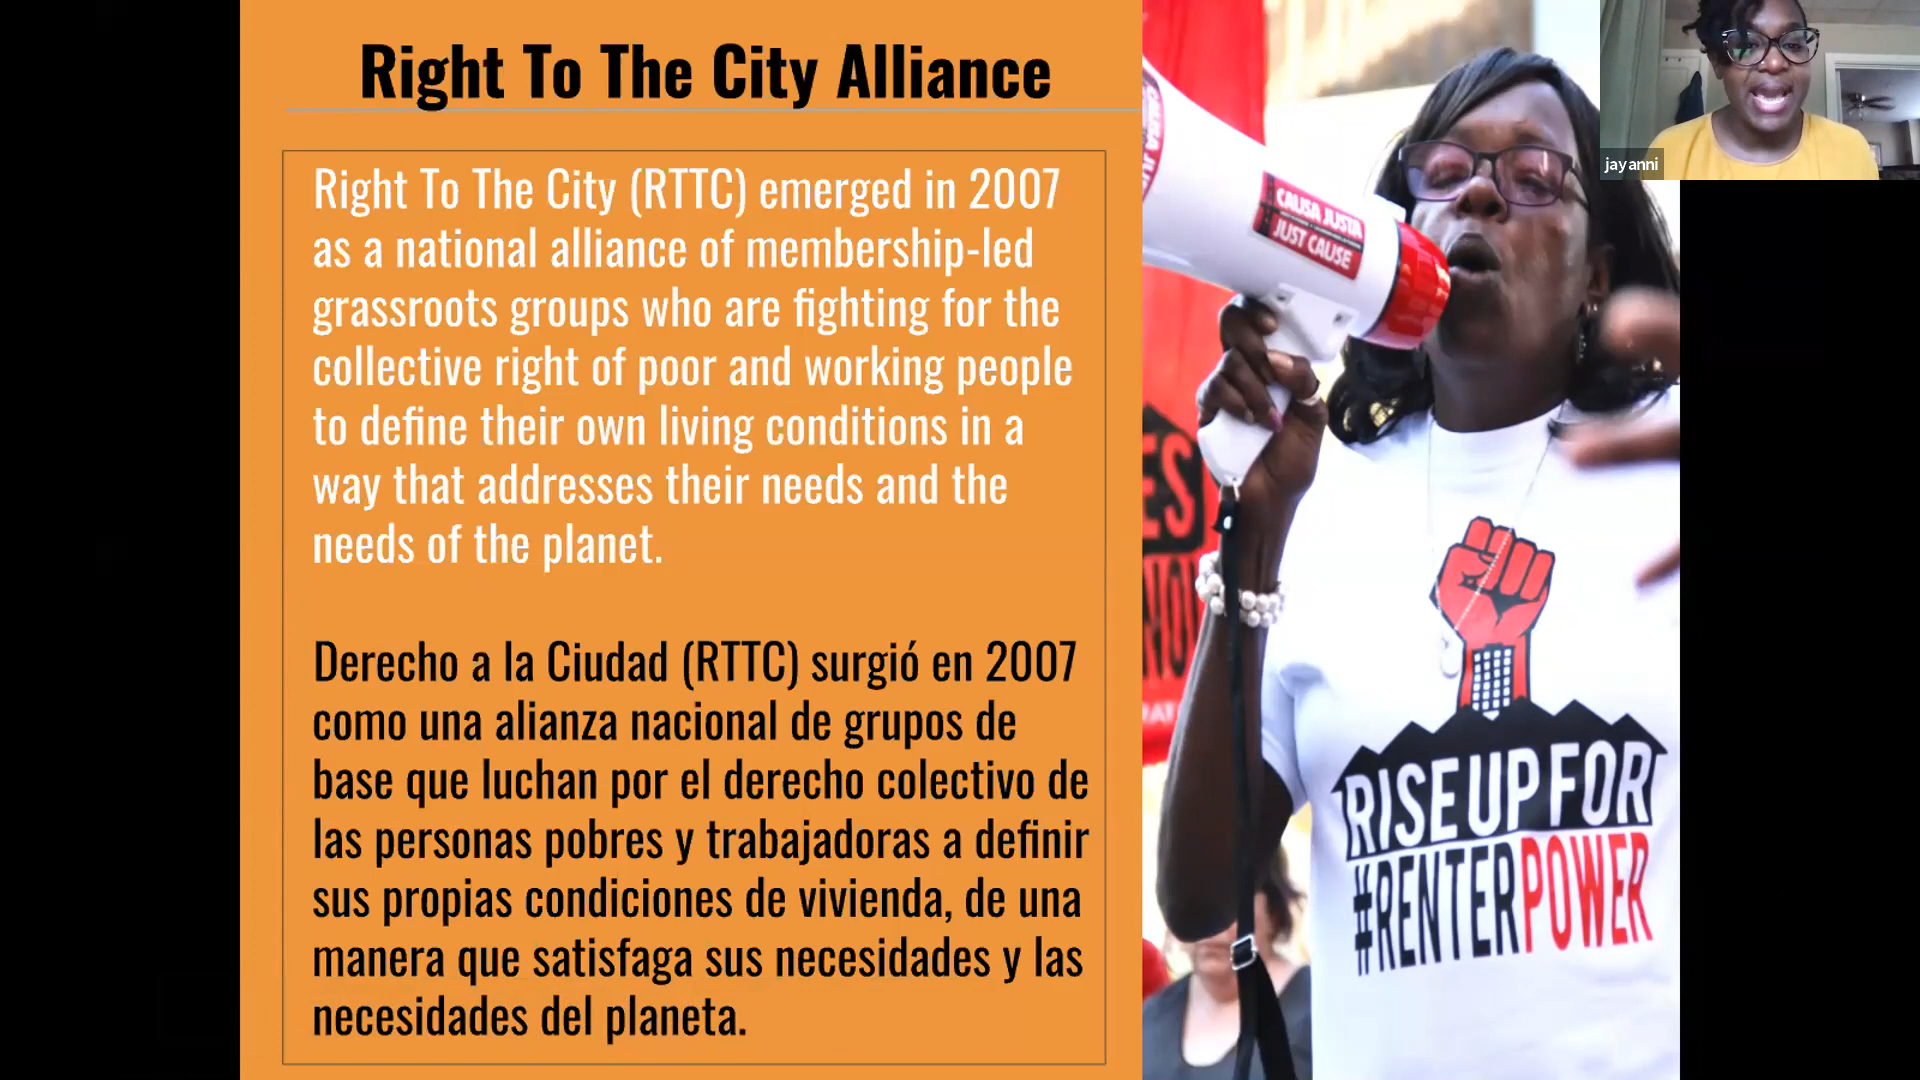 Right To The City Alliance
Right To The City (RTTC) emerged in 2007
as a national alliance of membership-led
grassroots groups who are fighting for the
collective right of poor and working people
to define their own living conditions in a
way that addresses their needs and the
needs of the planet.
Derecho a la Ciudad (RTTC) surgió en 2007
como una alianza nacional de grupos de
base que luchan por el derecho colectivo de
las personas pobres y trabajadoras a definir
sus propias condiciones de vivienda, de una
manera que satisfaga sus necesidades y las
necesidades del planeta.
jayanni
CAUSA JUSTA
JUST CAUSE
RISE UP FOR
#RENTERPOWER